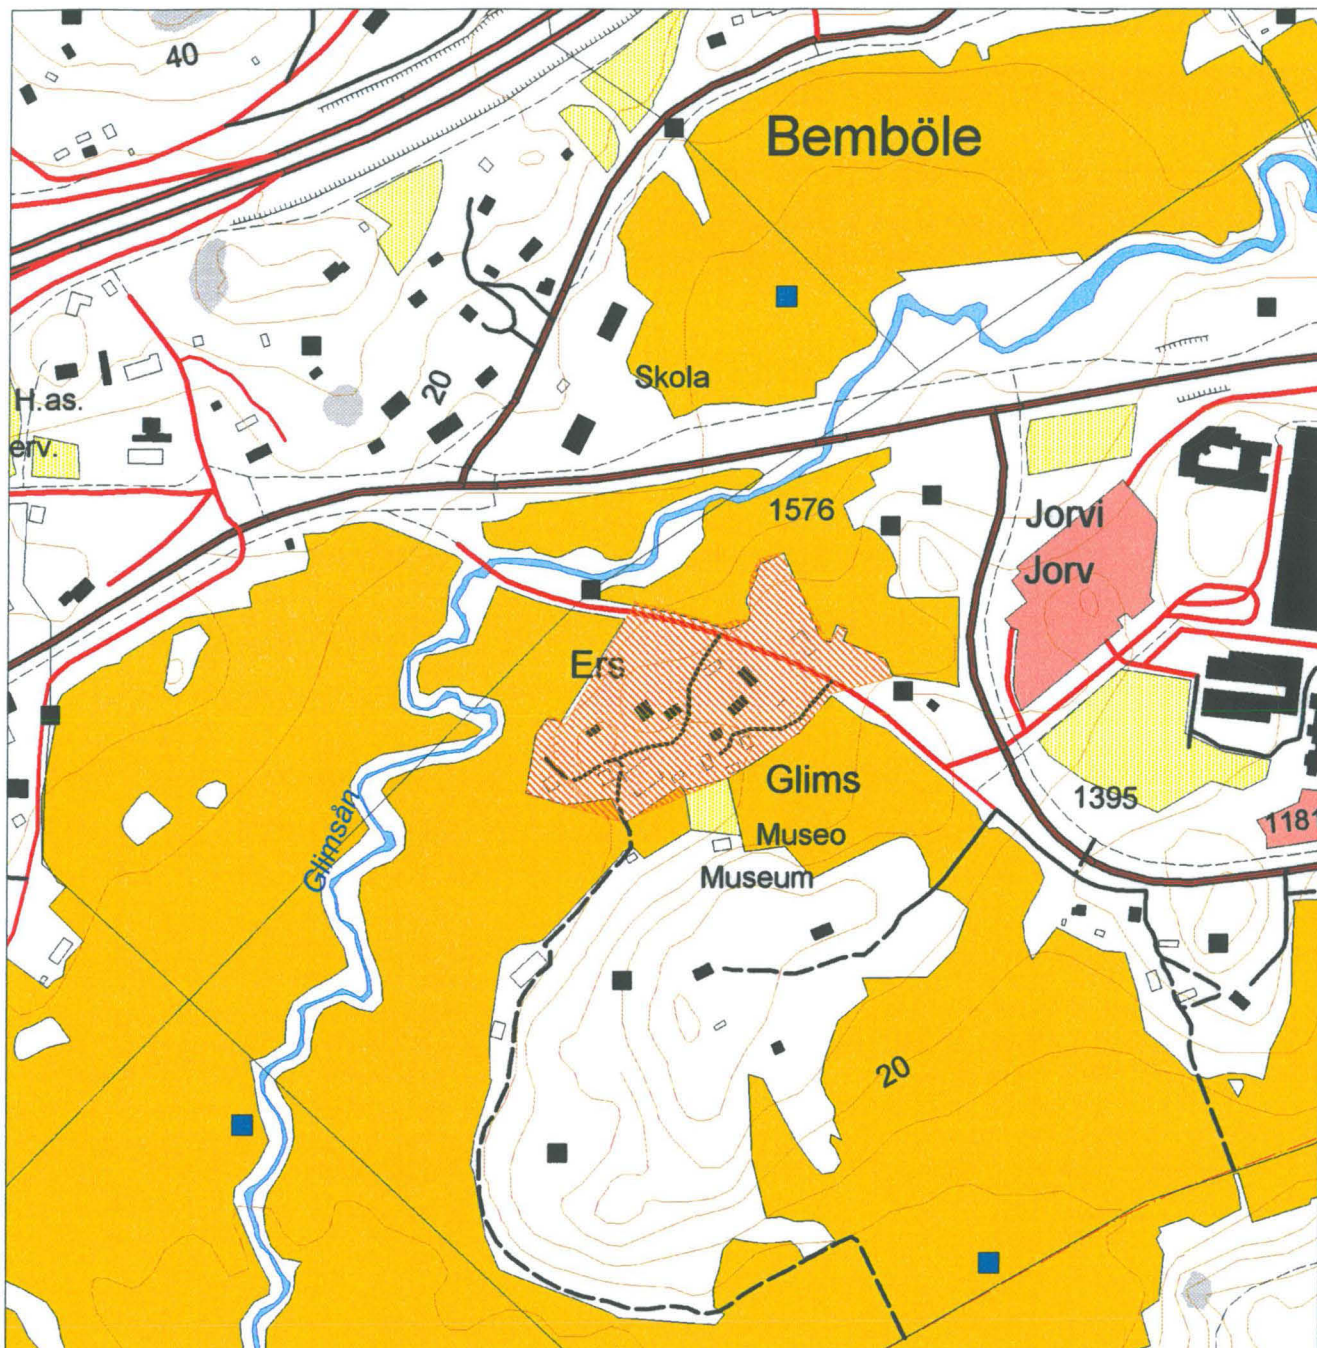 40
Bemböle
Skola
20
H.as.
erv.
1576
Jorvi
Jorv
Ers
Glims
Museo
Museum
Glimsån
1395
1181
20